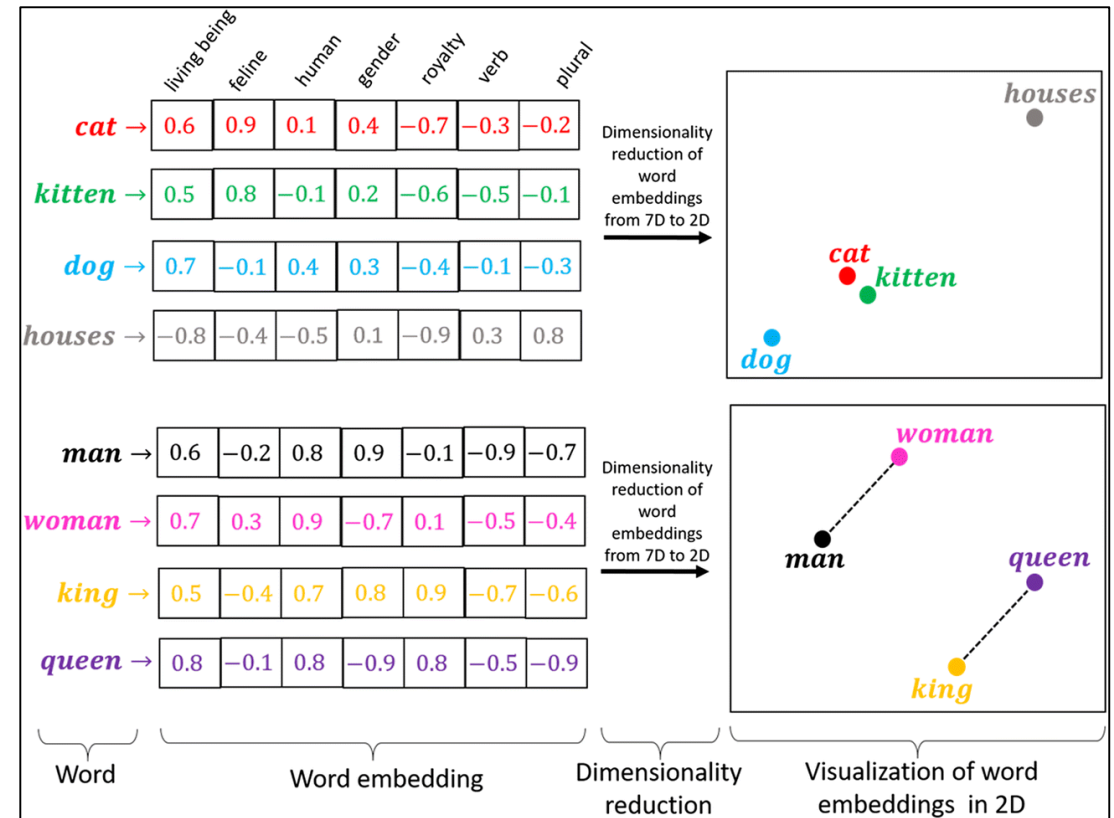 living being feline human gender royalty verb plural
cat → 0.6 0.9 0.1 0.4 −0.7 −0.3 −0.2
kitten → 0.5 0.8 −0.1 0.2 −0.6 −0.5 −0.1
dog → 0.7 −0.1 0.4 0.3 −0.4 −0.1 −0.3
houses → −0.8 −0.4 −0.5 0.1 −0.9 0.3 0.8
Dimensionality
reduction of
word
embeddings
from 7D to 2D
houses
cat
kitten
dog
man → 0.6 −0.2 0.8 0.9 −0.1 −0.9 −0.7
woman → 0.7 0.3 0.9 −0.7 0.1 −0.5 −0.4
king → 0.5 −0.4 0.7 0.8 0.9 −0.7 −0.6
queen → 0.8 −0.1 0.8 −0.9 0.8 −0.5 −0.9
Dimensionality
reduction of
word
embeddings
from 7D to 2D
woman
man
queen
king
Word
Word embedding
Dimensionality
reduction
Visualization of word
embeddings in 2D